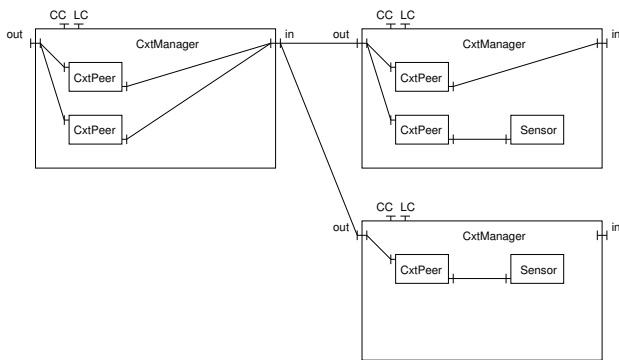 CC LC
out CxtManager in
CxtPeer
CxtPeer
CC LC
out CxtManager in
CxtPeer
CxtPeer Sensor
CC LC
out CxtManager in
CxtPeer Sensor